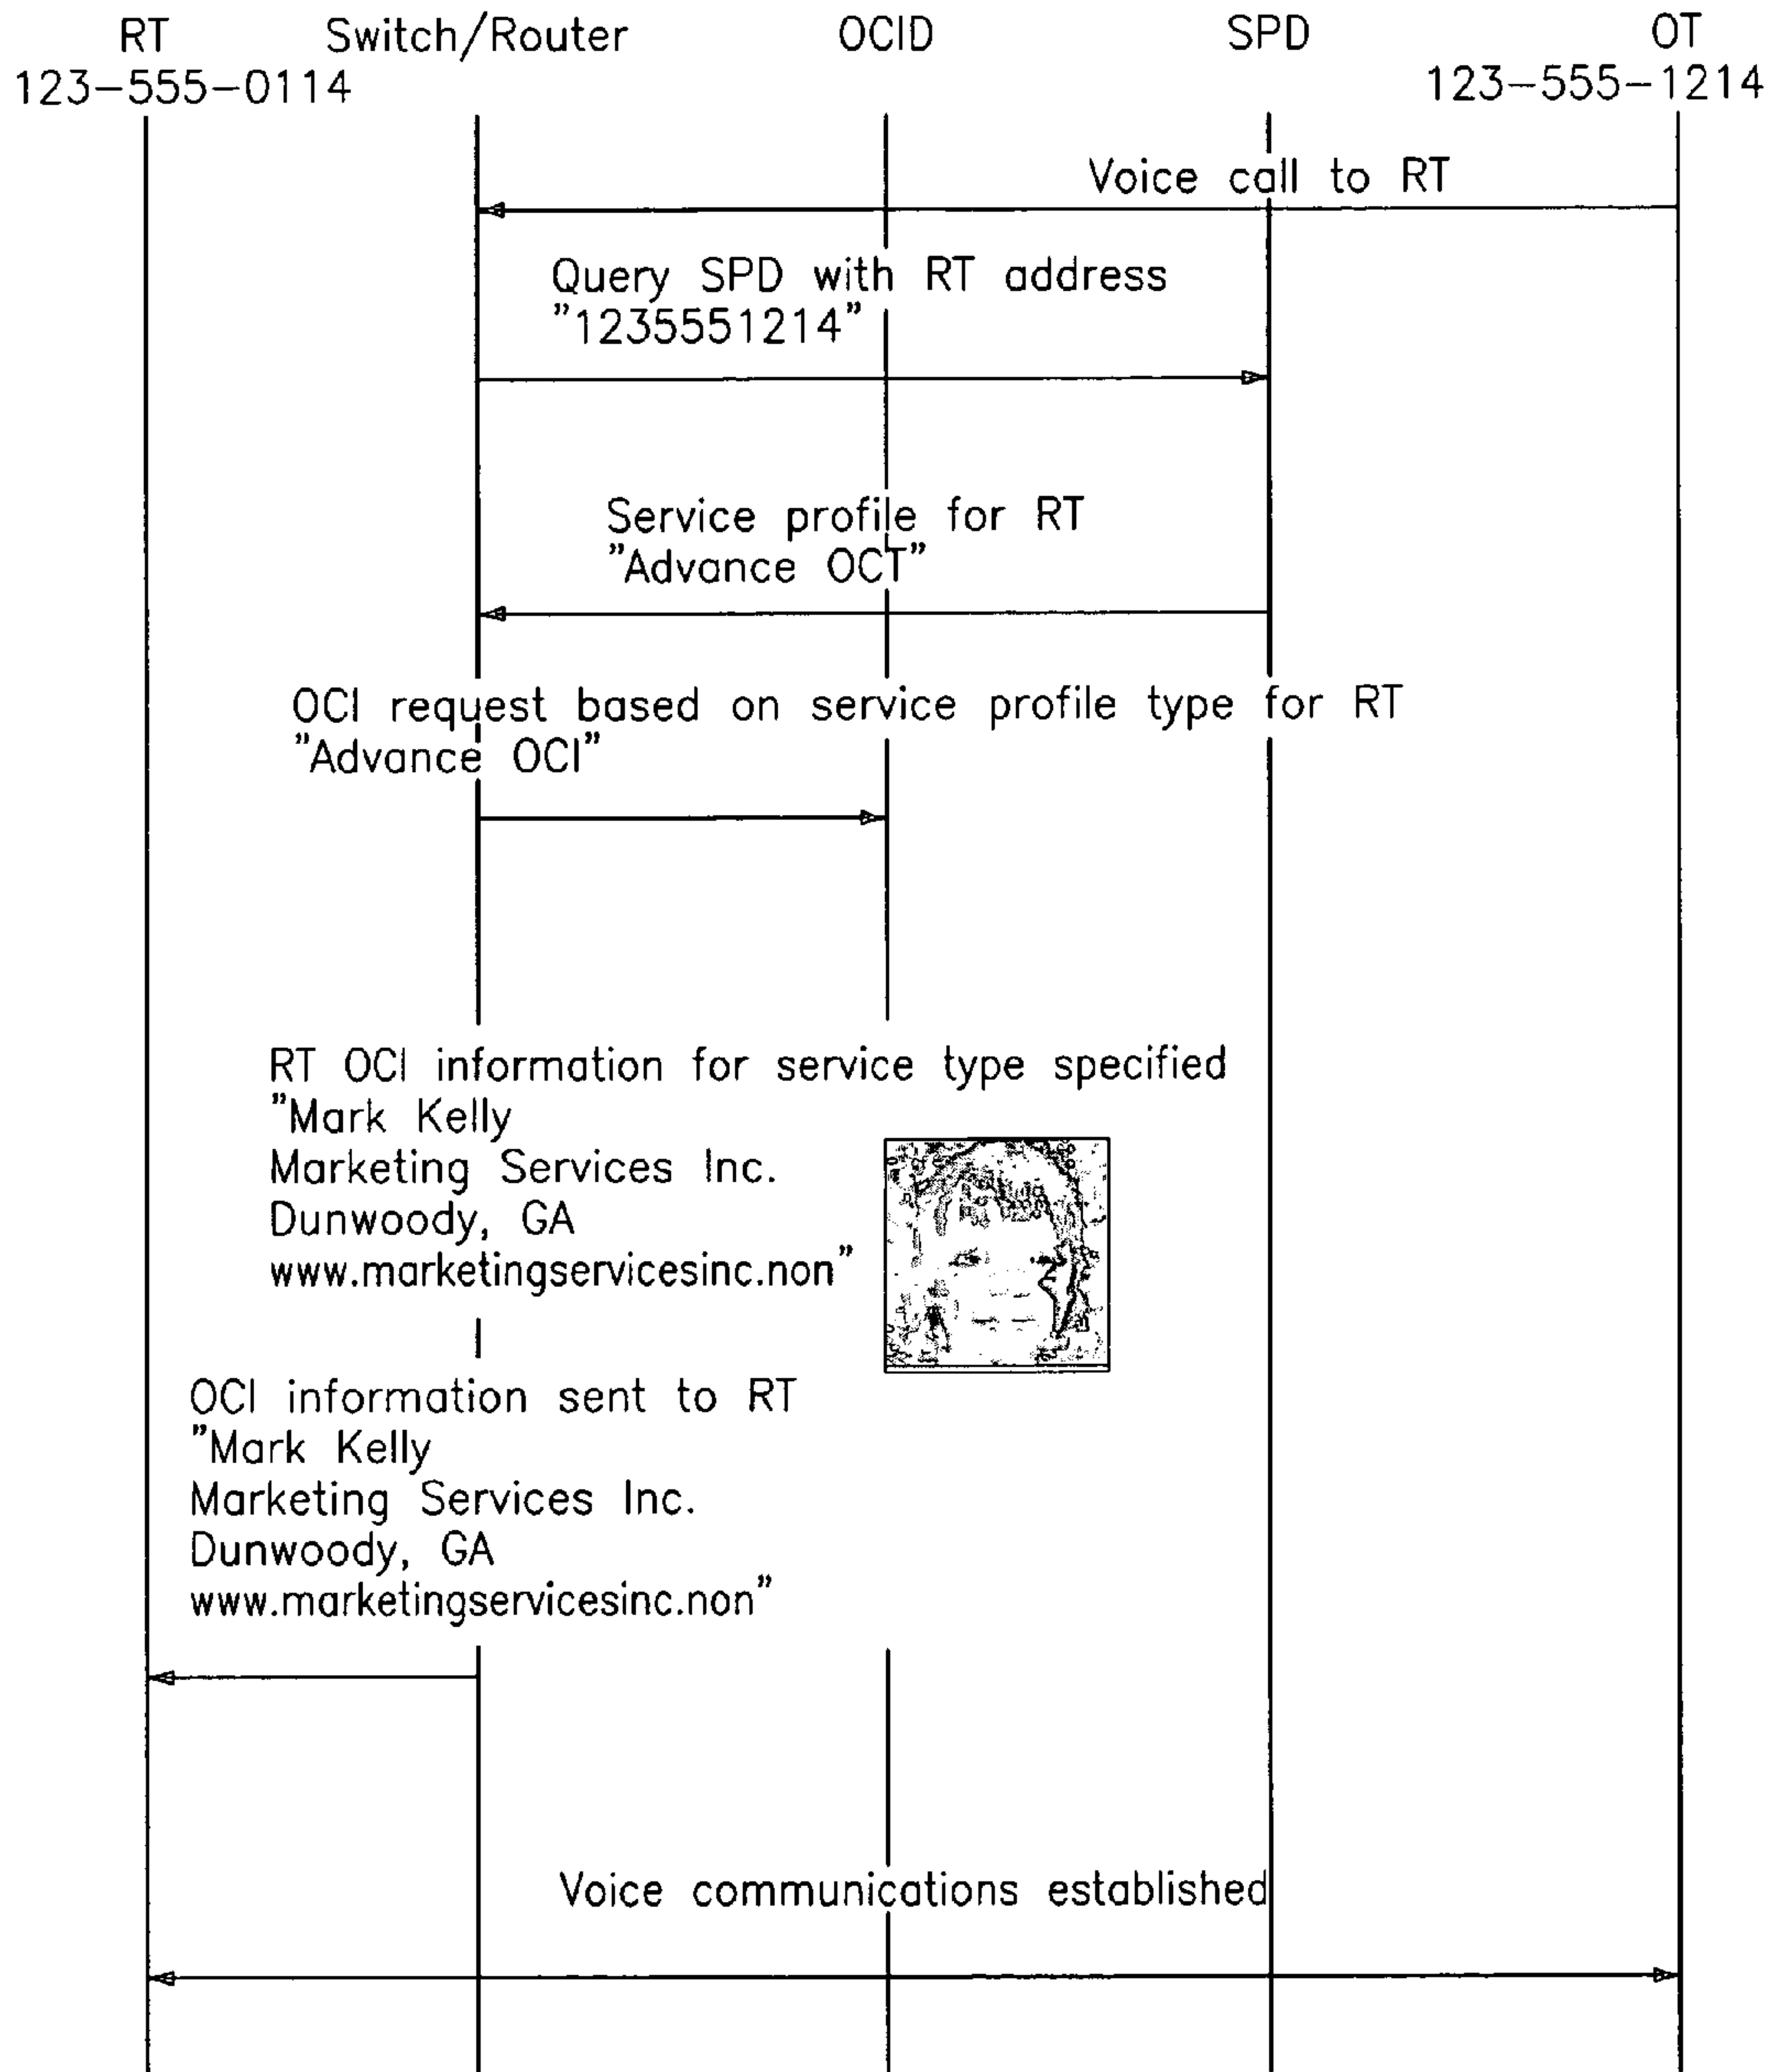 RT Switch/Router OCID SPD OT
123-555-0114 123-555-1214
Voice call to RT
Query SPD with RT address
"1235551214"
Service profile for RT
"Advance OCT"
OCI request based on service profile type for RT
"Advance OCI"
RT OCI information for service type specified
"Mark Kelly
Marketing Services Inc.
Dunwoody, GA
www.marketingservicesinc.non"
OCI information sent to RT
"Mark Kelly
Marketing Services Inc.
Dunwoody, GA
www.marketingservicesinc.non"
Voice communications established